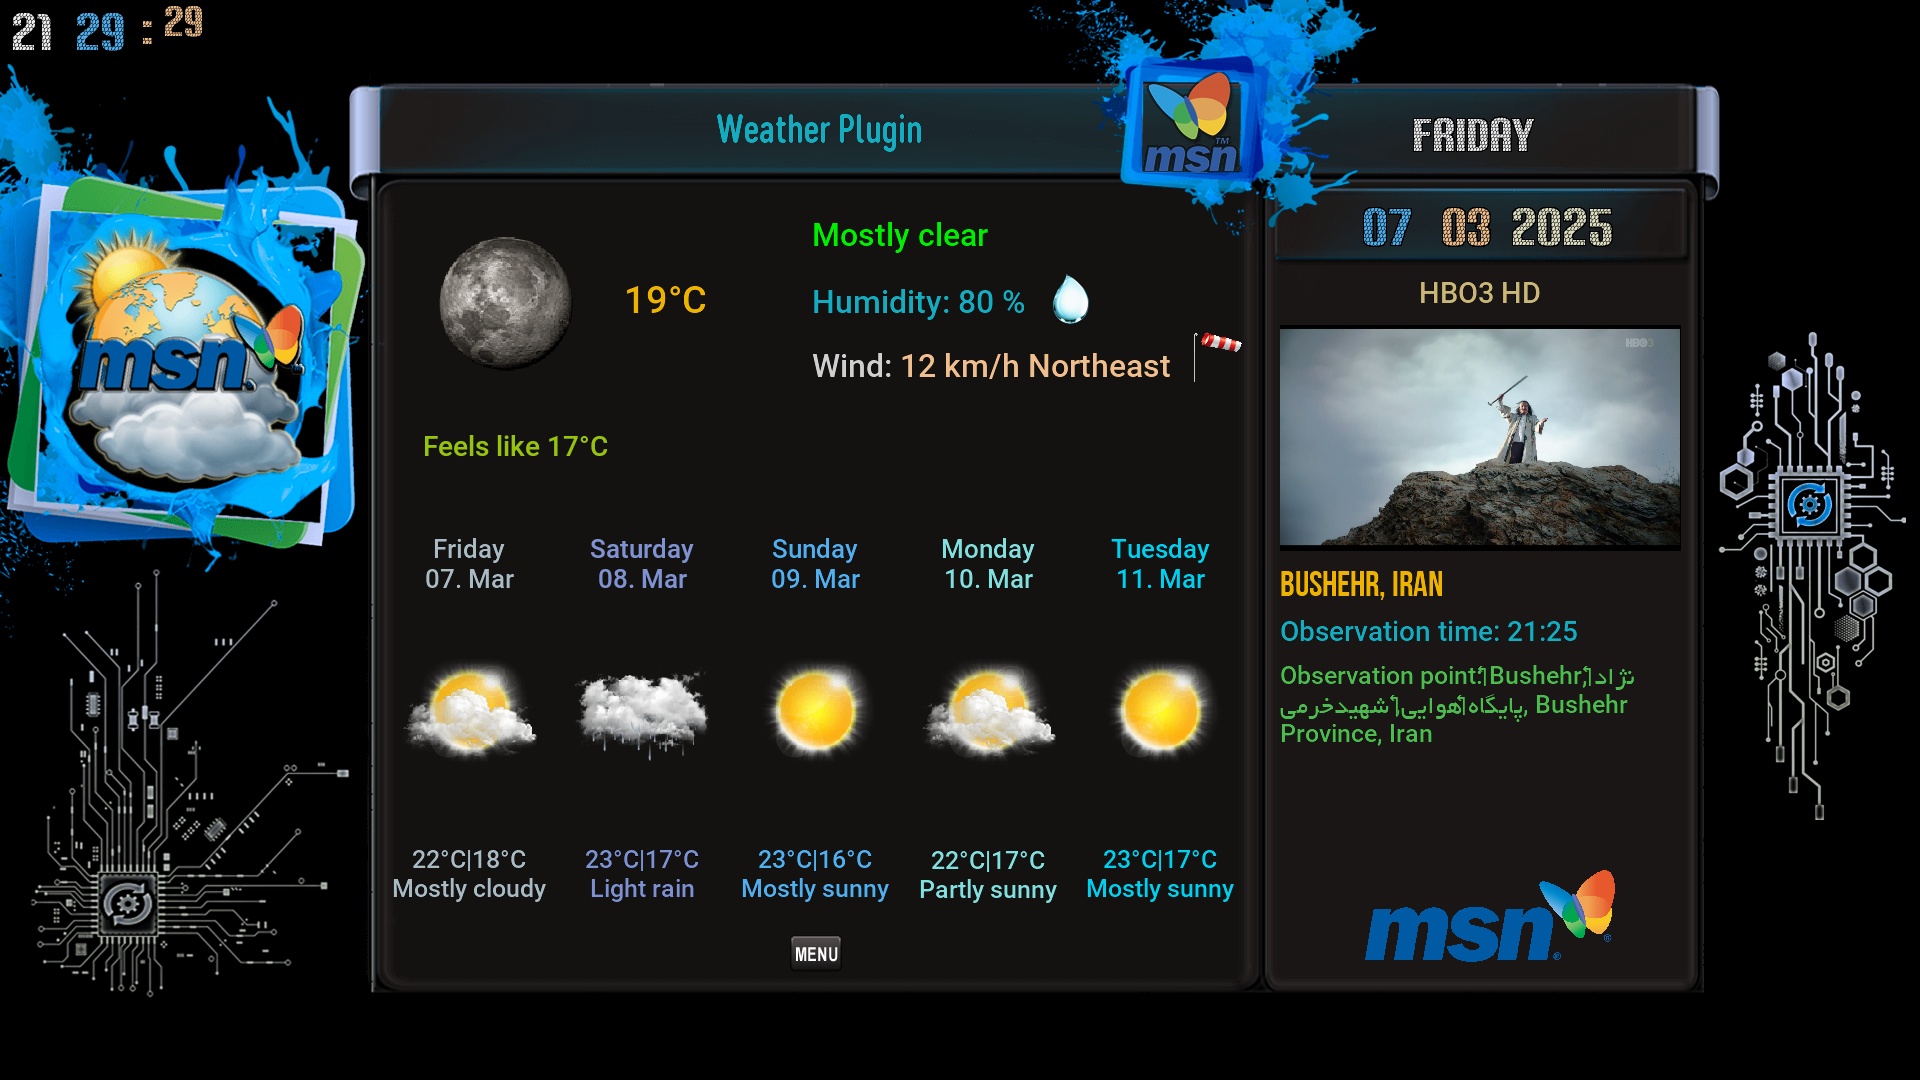 21 29 : 29
Weather Plugin
msn™
FRIDAY
07 03 2025
HBO3 HD
HBO3
msn
Mostly clear
19°C
Humidity: 80 %
Wind: 12 km/h Northeast
Feels like 17°C
Friday
07. Mar
Saturday
08. Mar
Sunday
09. Mar
Monday
10. Mar
Tuesday
11. Mar
22°C|18°C
Mostly cloudy
23°C|17°C
Light rain
23°C|16°C
Mostly sunny
22°C|17°C
Partly sunny
23°C|17°C
Mostly sunny
MENU
BUSHEHR, IRAN
Observation time: 21:25
Observation point: Bushehr, نژاد
پایگاه هوایی شهید خرمی, Bushehr
Province, Iran
msn®